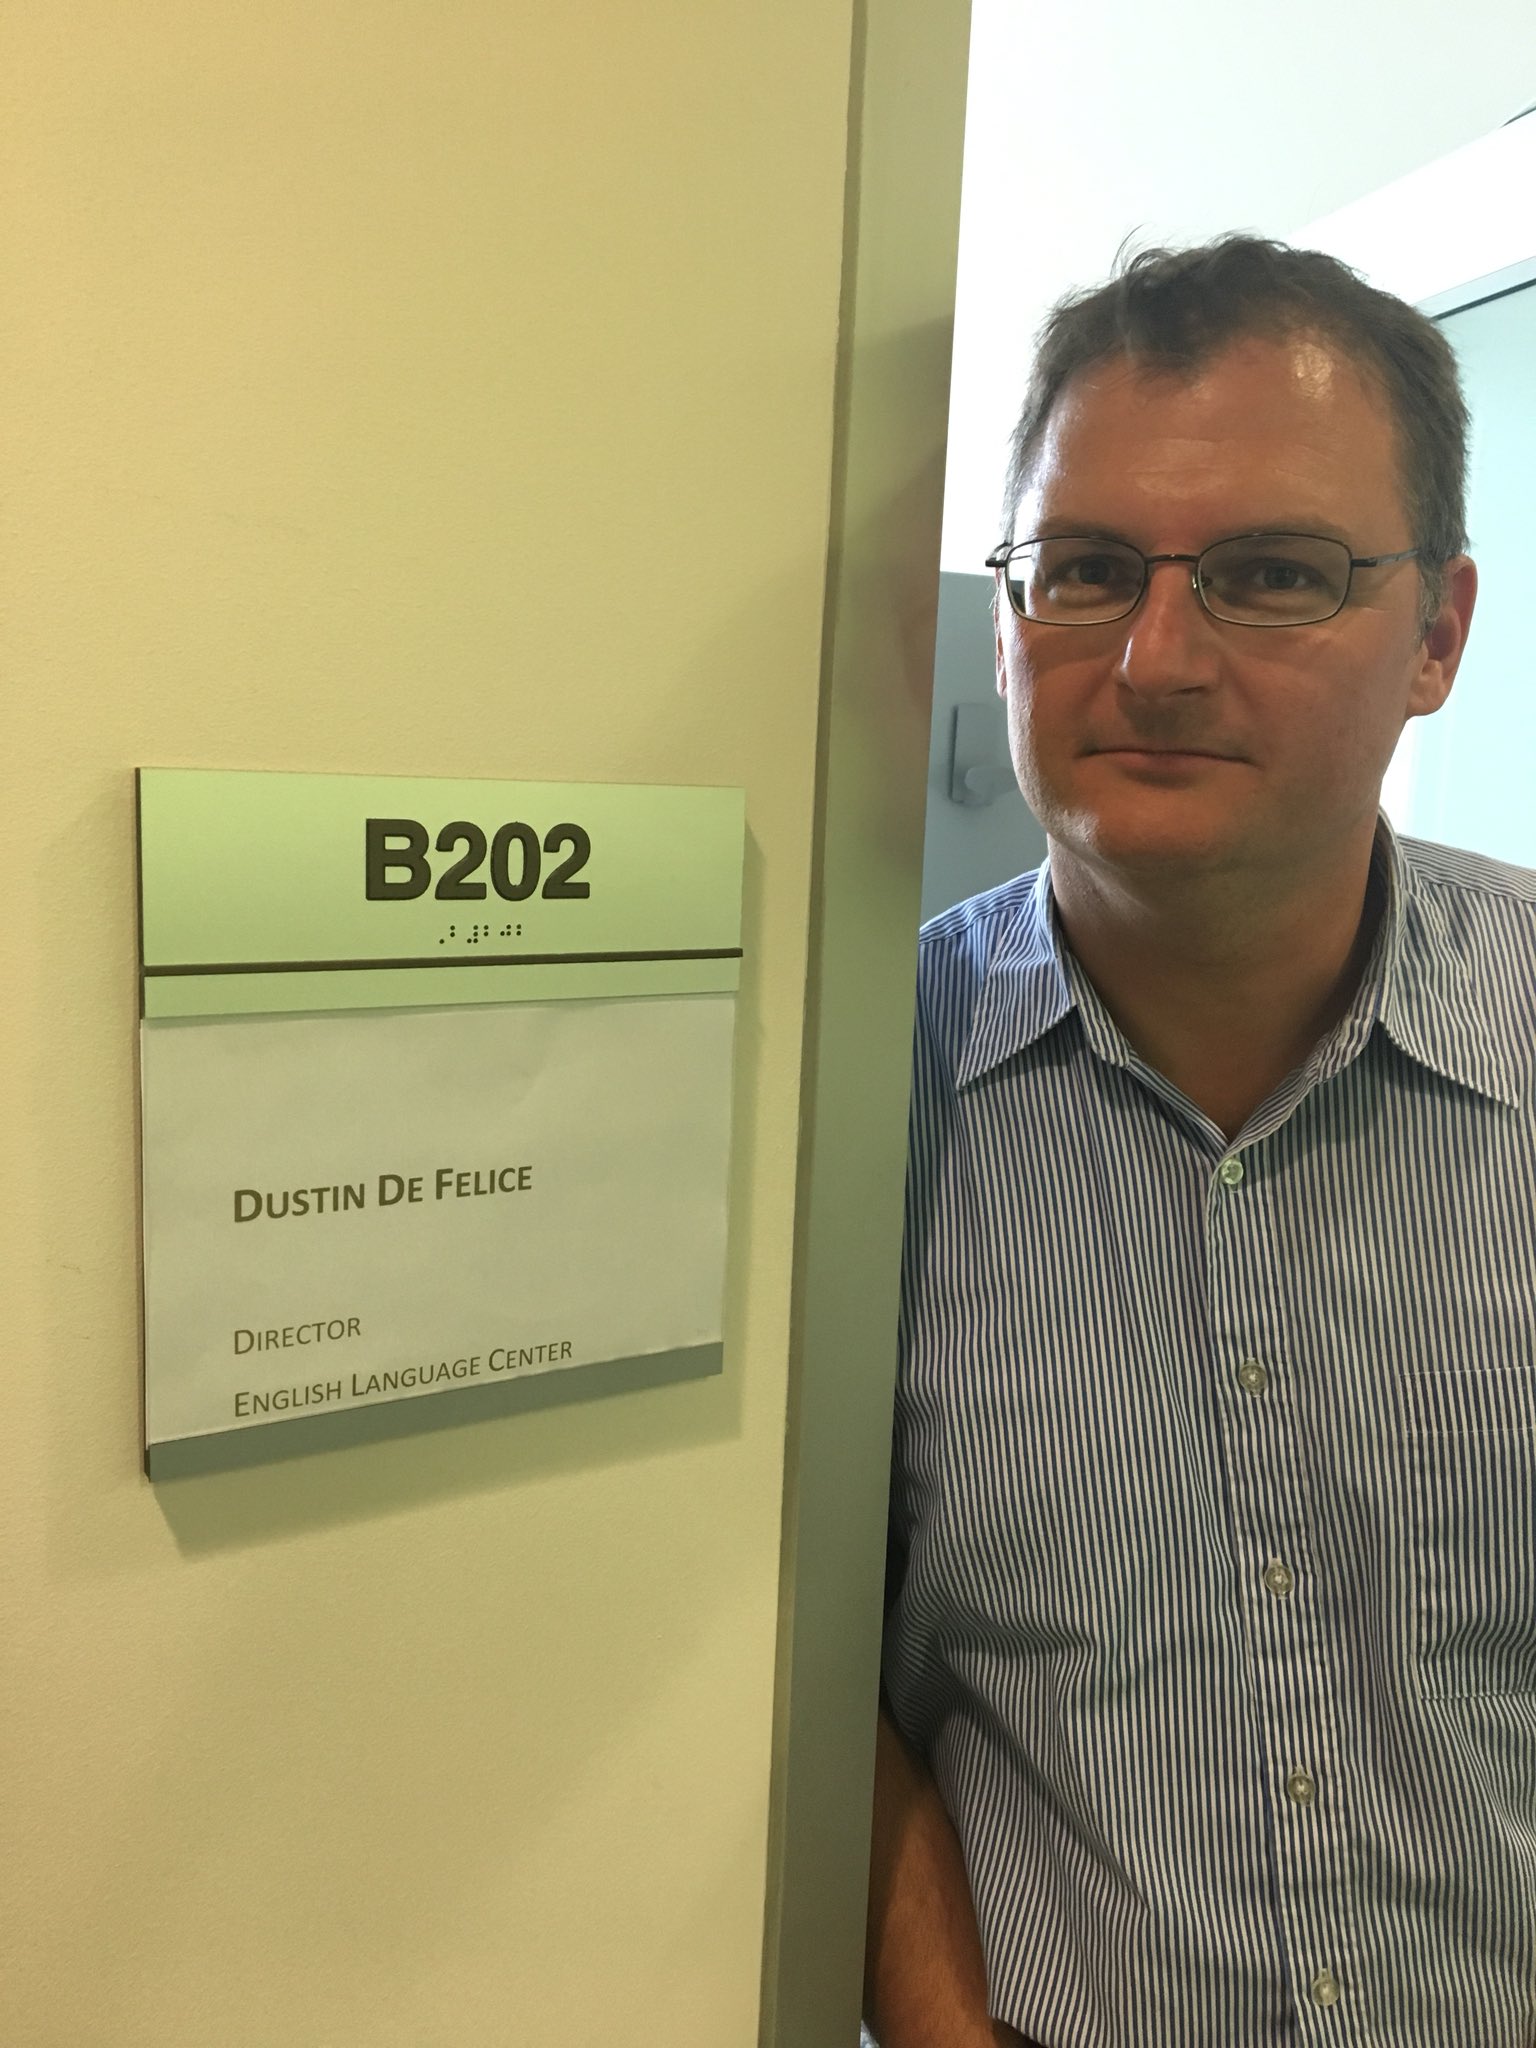 B202
DUSTIN DE FELICE
DIRECTOR
ENGLISH LANGUAGE CENTER